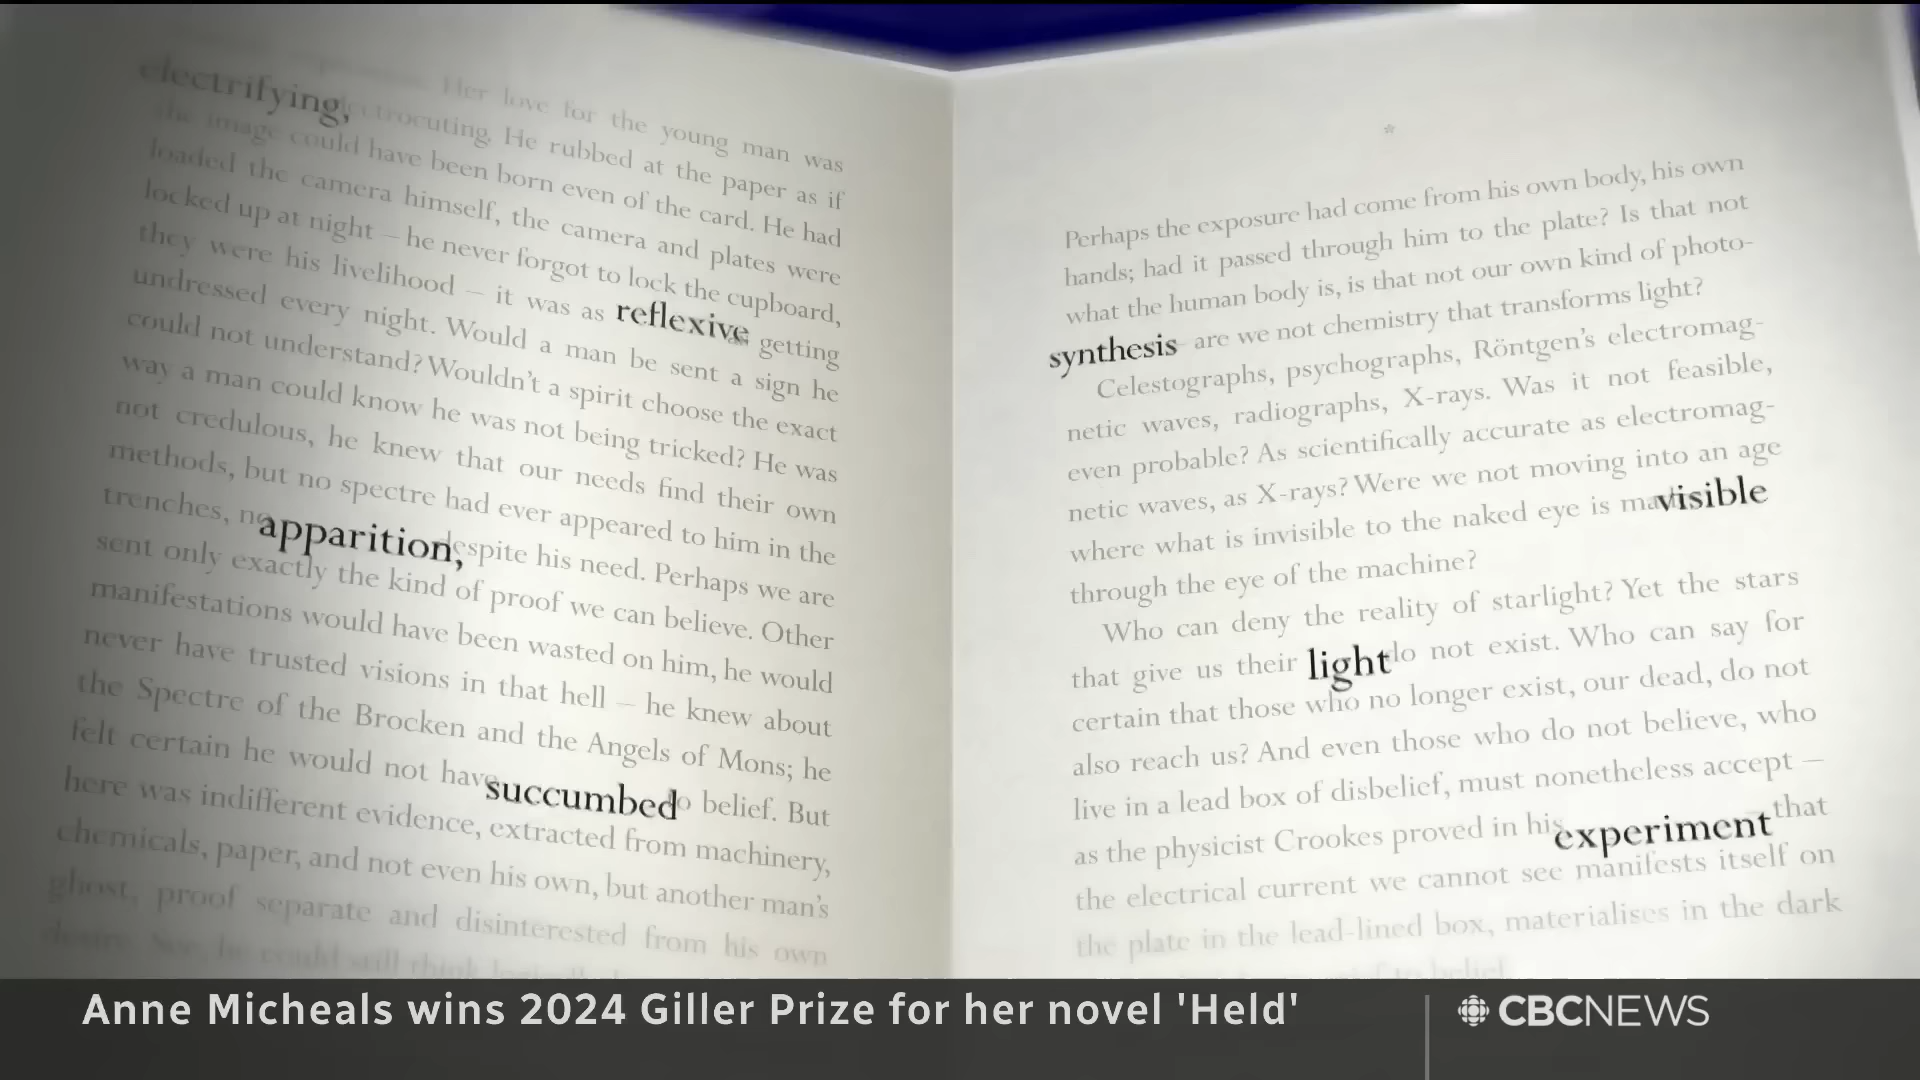 Her love for the young man was
electrifying, electrocuting. He rubbed at the paper as if
the image could have been born even of the card. He had
loaded the camera himself, the camera and plates were
locked up at night – he never forgot to lock the cupboard,
they were his livelihood – it was as reflexive as getting
undressed every night. Would a man be sent a sign he
could not understand? Wouldn't a spirit choose the exact
way a man could know he was not being tricked? He was
not credulous, he knew that our needs find their own
methods, but no spectre had ever appeared to him in the
trenches, no apparition, despite his need. Perhaps we are
sent only exactly the kind of proof we can believe. Other
manifestations would have been wasted on him, he would
never have trusted visions in that hell – he knew about
the Spectre of the Brocken and the Angels of Mons; he
felt certain he would not have succumbed to belief. But
here was indifferent evidence, extracted from machinery,
chemicals, paper, and not even his own, but another man's
ghost, proof separate and disinterested from his own
desire. See, he could still think
*
Perhaps the exposure had come from his own body, his own
hands; had it passed through him to the plate? Is that not
what the human body is, is that not our own kind of photo-
synthesis – are we not chemistry that transforms light?
Celestographs, psychographs, Röntgen's electromag-
netic waves, radiographs, X-rays. Was it not feasible,
even probable? As scientifically accurate as electromag-
netic waves, as X-rays? Were we not moving into an age
where what is invisible to the naked eye is made visible
through the eye of the machine?
Who can deny the reality of starlight? Yet the stars
that give us their light do not exist. Who can say for
certain that those who no longer exist, our dead, do not
also reach us? And even those who do not believe, who
live in a lead box of disbelief, must nonetheless accept –
as the physicist Crookes proved in his experiment that
the electrical current we cannot see manifests itself on
the plate in the lead-lined box, materialises in the dark
to belief.
Anne Micheals wins 2024 Giller Prize for her novel 'Held'
CBCNEWS